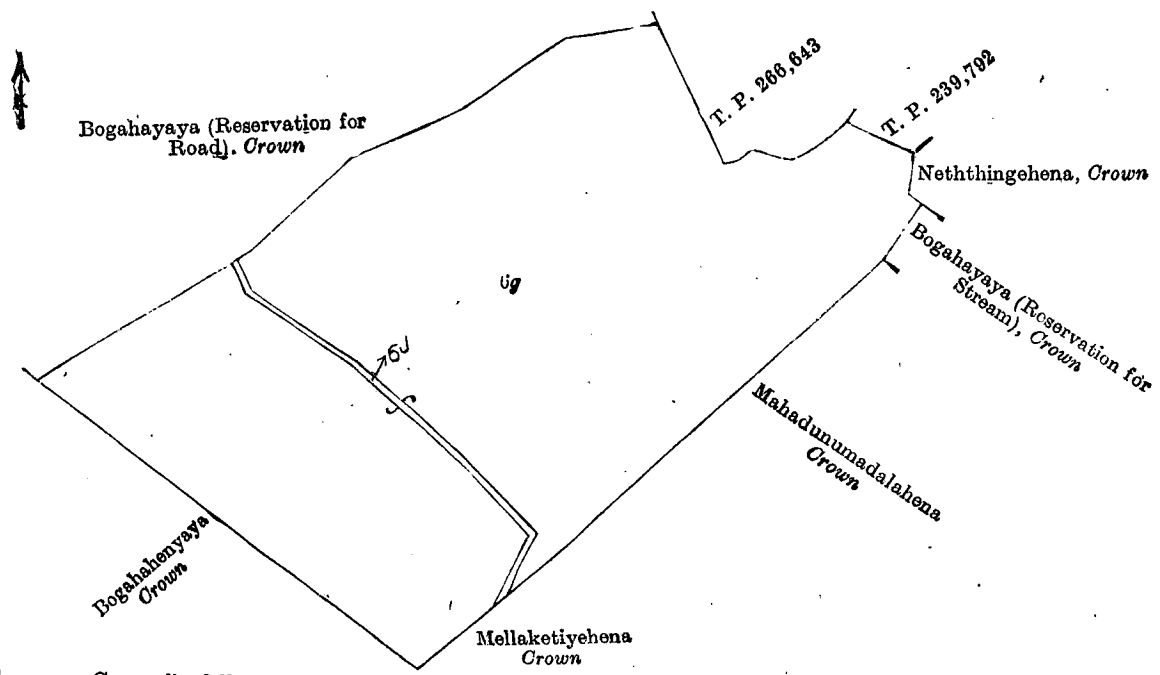 T. P. 266,643
T. P. 239,792
Bogahayaya (Reservation for
Road). Crown
Neththingehena, Crown
Bogahayaya (Reservation for
Stream), Crown
Mahadunumadalahena
Crown
Bogahahenyaya
Crown
Mellaketiyehena
Crown